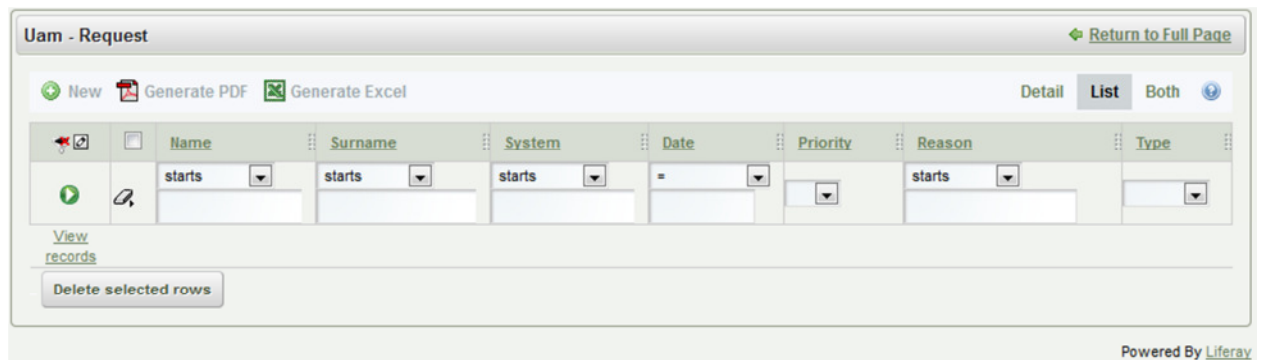 Uam - Request Return to Full Page
New Generate PDF Generate Excel Detail List Both
Name Surname System Date Priority Reason Type
starts starts starts = starts
View
records
Delete selected rows
Powered By Liferay